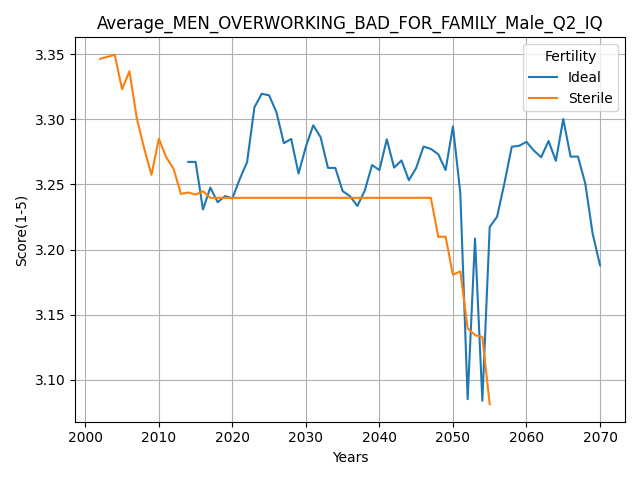 Average_MEN_OVERWORKING_BAD_FOR_FAMILY_Male_Q2_IQ
Fertility
Ideal
Sterile
Score(1-5)
3.35
3.30
3.25
3.20
3.15
3.10
2000 2010 2020 2030 2040 2050 2060 2070
Years